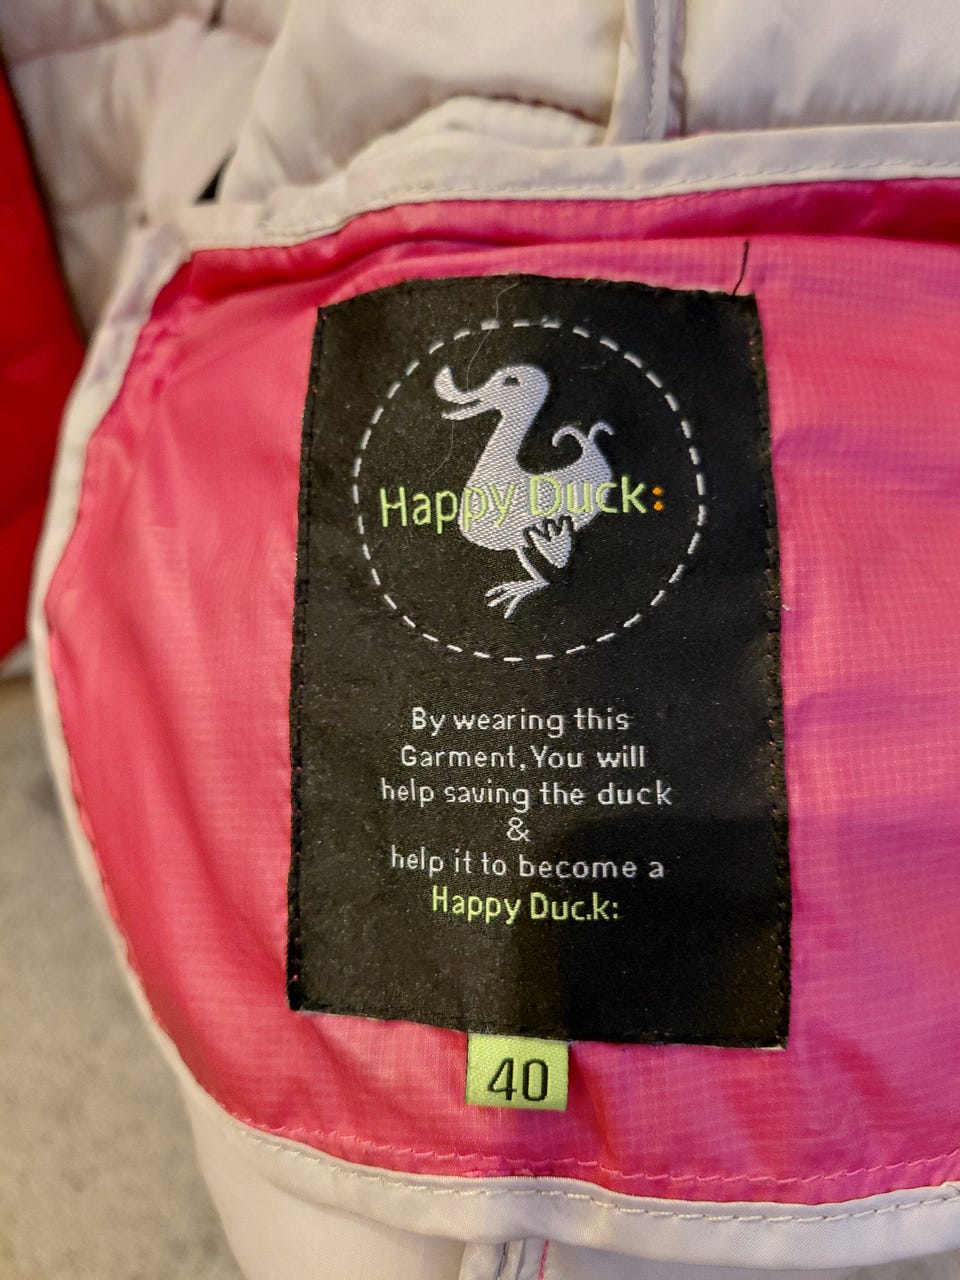 Happy Duck:
By wearing this
Garment, You will
help saving the duck
&
help it to become a
Happy Duc.k:
40